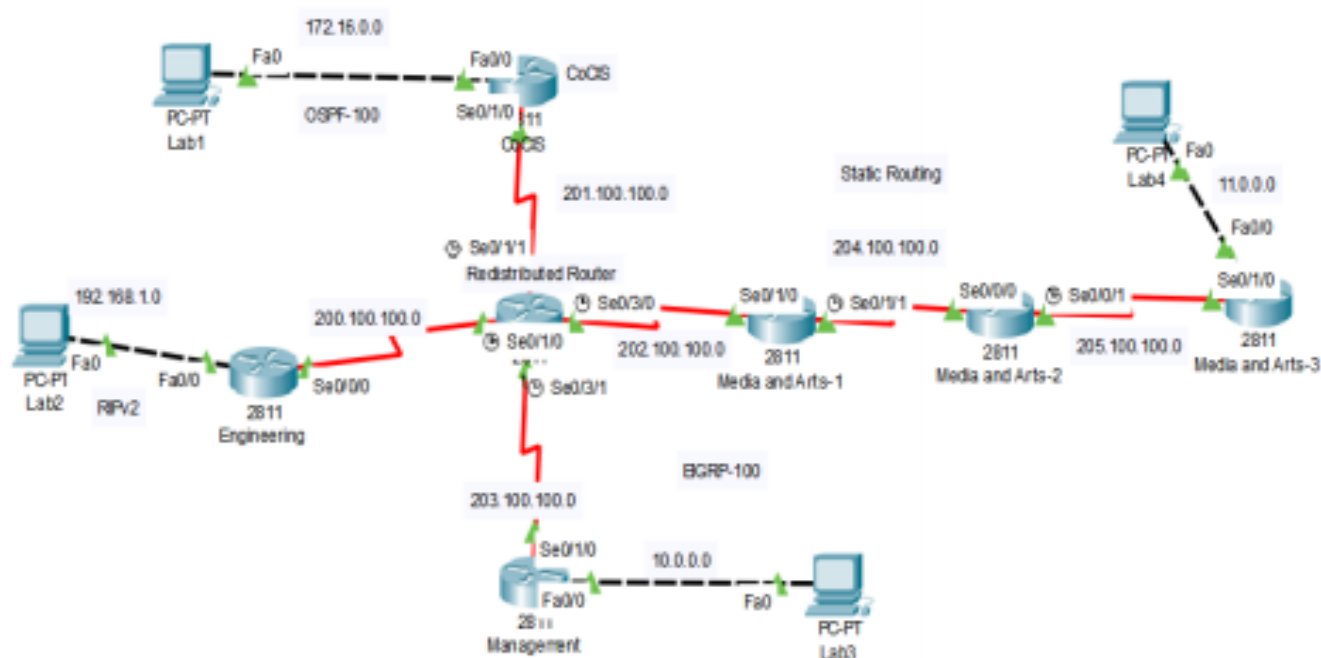 172.16.0.0
Fa0
Fa0/0
CoCIS
PC-PT
Lab1
OSPF-100
Se0/1/0
CoCIS
201.100.100.0
Static Routing
PC-PT
Lab4
Fa0
11.0.0.0
Fa0/0
204.100.100.0
Se0/1/1
Redistributed Router
192.168.1.0
200.100.100.0
Se0/3/0
Se0/1/0
Se0/1/0
Se0/1/1
Se0/0/0
Se0/0/1
Se0/1/0
202.100.100.0
205.100.100.0
2811
Media and Arts-1
2811
Media and Arts-2
2811
Media and Arts-3
PC-PT
Lab2
Fa0
Fa0/0
RIPv2
Se0/0/0
2811
Engineering
Se0/3/1
EIGRP-100
203.100.100.0
Se0/1/0
10.0.0.0
Fa0/0
Fa0
Management
PC-PT
Lab3